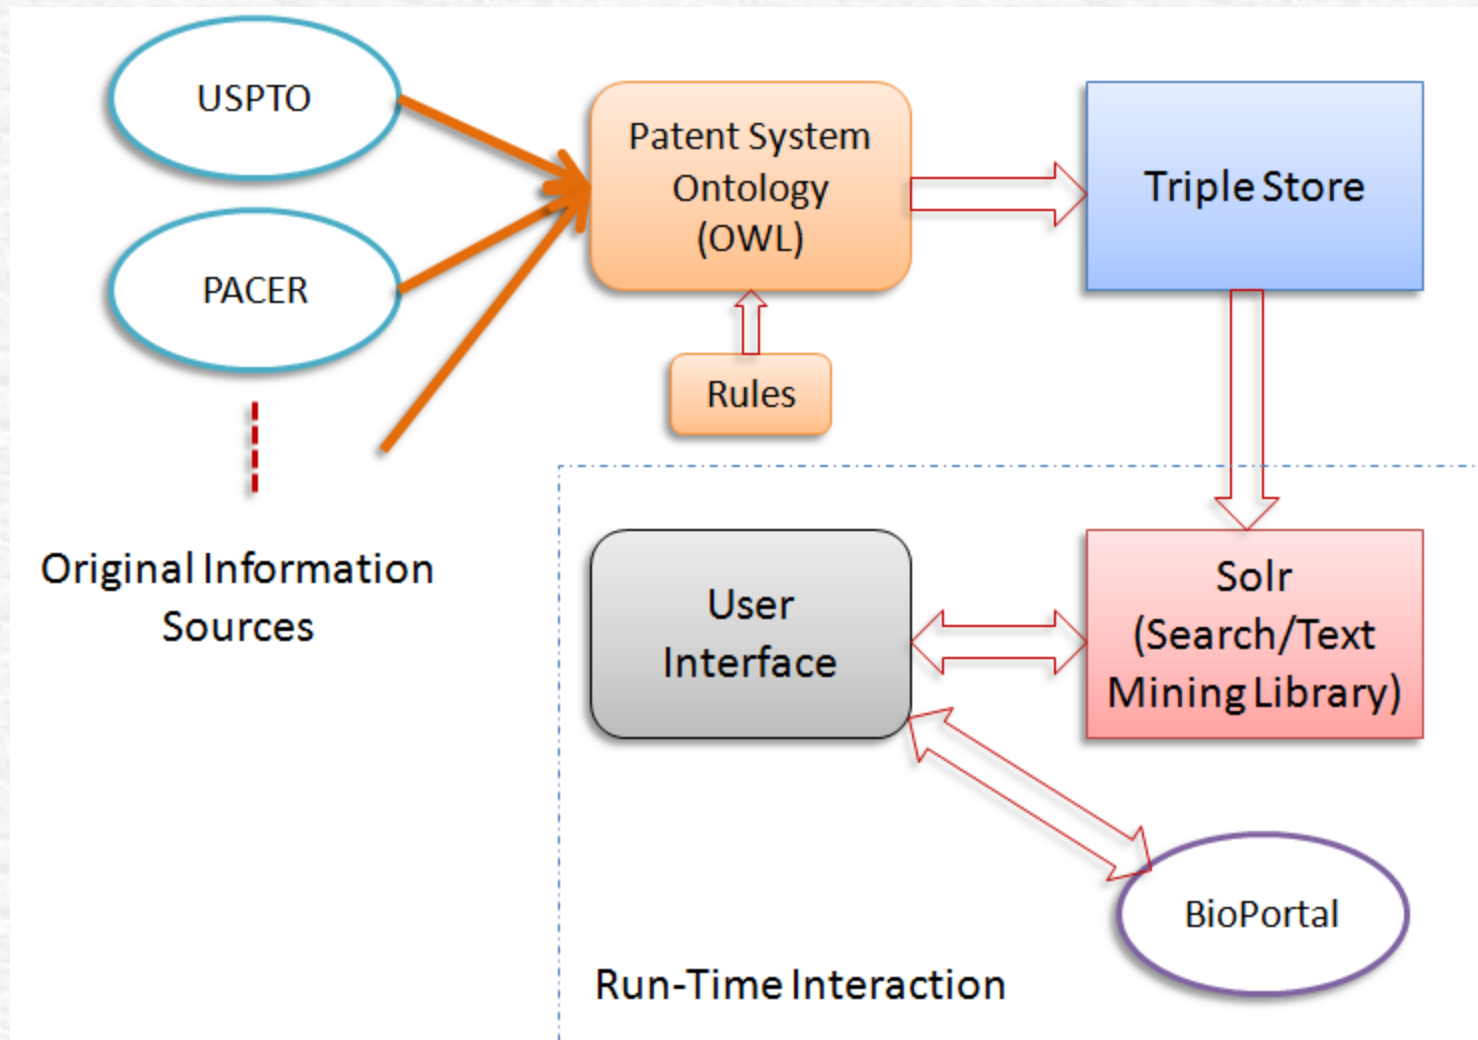 USPTO
PACER
Original Information
Sources
Patent System
Ontology
(OWL)
Rules
Triple Store
User
Interface
Solr
(Search/Text
Mining Library)
BioPortal
Run-Time Interaction